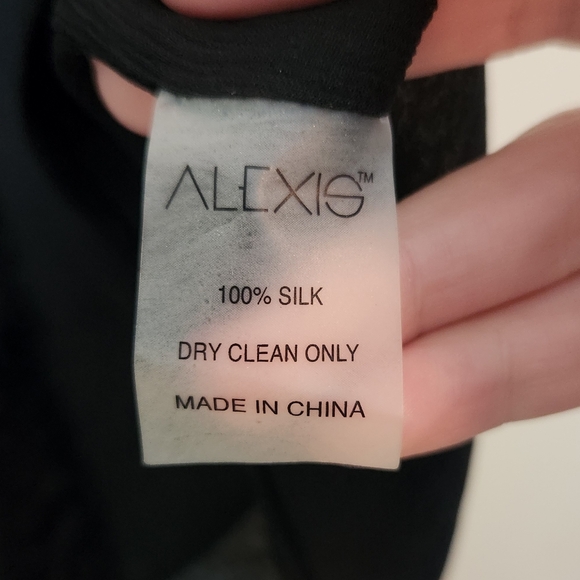 ALEXIS™
100% SILK
DRY CLEAN ONLY
MADE IN CHINA